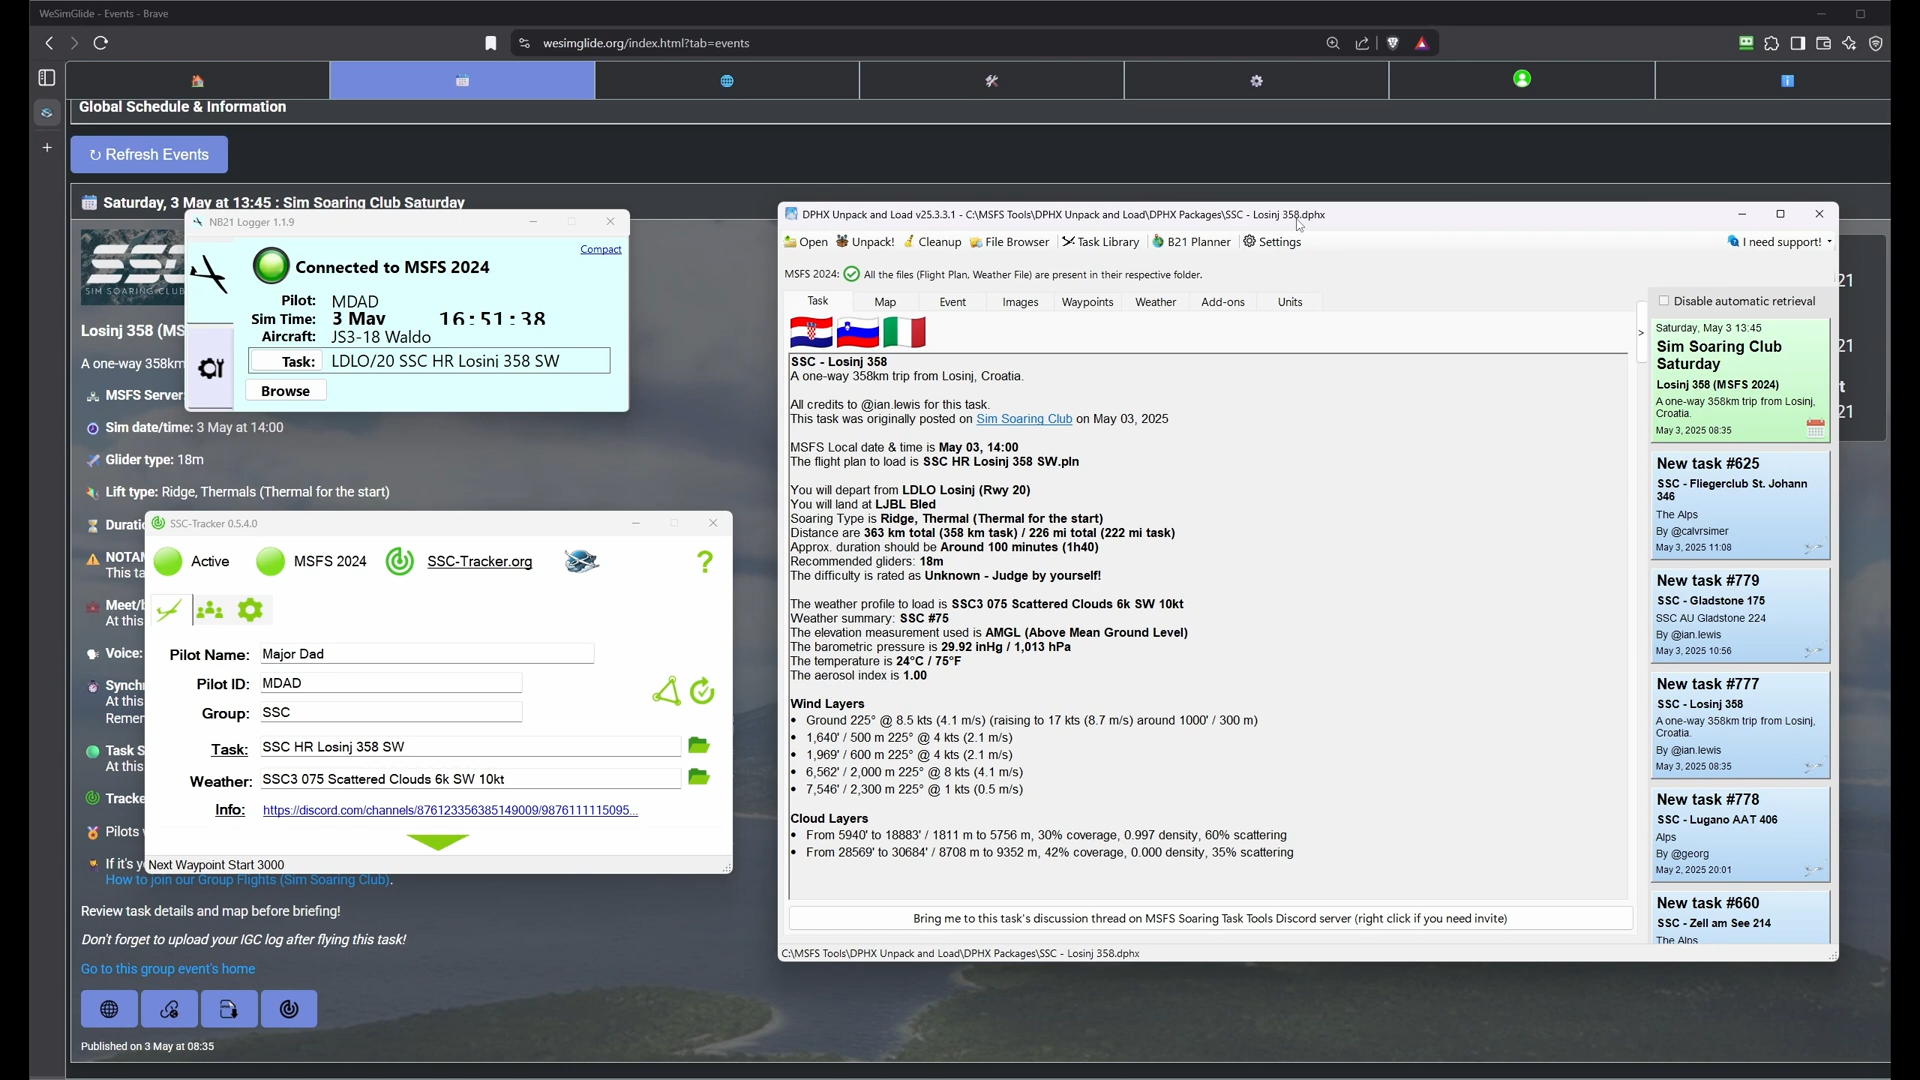 WeSimGlide - Events - Brave
wesimglide.org/index.html?tab=events
Global Schedule & Information
↻ Refresh Events
Saturday, 3 May at 13:45 : Sim Soaring Club Saturday
SIM SOARING CLUB
Losinj 358 (MS
A one-way 358km
MSFS Server
Sim date/time: 3 May at 14:00
Glider type: 18m
Lift type: Ridge, Thermals (Thermal for the start)
Duratio
NOTAM
This ta
Meet/b
At this
Voice:
Synchr
At this
Remem
Task S
At this
Tracke
Pilots w
If it's y
How to join our Group Flights (Sim Soaring Club).
Review task details and map before briefing!
Don't forget to upload your IGC log after flying this task!
Go to this group event's home
Published on 3 May at 08:35
NB21 Logger 1.1.9
Compact
Connected to MSFS 2024
Pilot: MDAD
Sim Time: 3 May 16:51:38
Aircraft: JS3-18 Waldo
Task: LDLO/20 SSC HR Losinj 358 SW
Browse
SSC-Tracker 0.5.4.0
Active MSFS 2024 SSC-Tracker.org ?
Pilot Name: Major Dad
Pilot ID: MDAD
Group: SSC
Task: SSC HR Losinj 358 SW
Weather: SSC3 075 Scattered Clouds 6k SW 10kt
Info: https://discord.com/channels/876123356385149009/9876111115095...
Next Waypoint Start 3000
DPHX Unpack and Load v25.3.3.1 - C:\MSFS Tools\DPHX Unpack and Load\DPHX Packages\SSC - Losinj 358.dphx
Open Unpack! Cleanup File Browser Task Library B21 Planner Settings I need support!
MSFS 2024: All the files (Flight Plan, Weather File) are present in their respective folder.
Task Map Event Images Waypoints Weather Add-ons Units
SSC - Losinj 358
A one-way 358km trip from Losinj, Croatia.
All credits to @ian.lewis for this task.
This task was originally posted on Sim Soaring Club on May 03, 2025
MSFS Local date & time is May 03, 14:00
The flight plan to load is SSC HR Losinj 358 SW.pln
You will depart from LDLO Losinj (Rwy 20)
You will land at LJBL Bled
Soaring Type is Ridge, Thermal (Thermal for the start)
Distance are 363 km total (358 km task) / 226 mi total (222 mi task)
Approx. duration should be Around 100 minutes (1h40)
Recommended gliders: 18m
The difficulty is rated as Unknown - Judge by yourself!
The weather profile to load is SSC3 075 Scattered Clouds 6k SW 10kt
Weather summary: SSC #75
The elevation measurement used is AMGL (Above Mean Ground Level)
The barometric pressure is 29.92 inHg / 1,013 hPa
The temperature is 24°C / 75°F
The aerosol index is 1.00
Wind Layers
• Ground 225° @ 8.5 kts (4.1 m/s) (raising to 17 kts (8.7 m/s) around 1000' / 300 m)
• 1,640' / 500 m 225° @ 4 kts (2.1 m/s)
• 1,969' / 600 m 225° @ 4 kts (2.1 m/s)
• 6,562' / 2,000 m 225° @ 8 kts (4.1 m/s)
• 7,546' / 2,300 m 225° @ 1 kts (0.5 m/s)
Cloud Layers
• From 5940' to 18883' / 1811 m to 5756 m, 30% coverage, 0.997 density, 60% scattering
• From 28569' to 30684' / 8708 m to 9352 m, 42% coverage, 0.000 density, 35% scattering
Bring me to this task's discussion thread on MSFS Soaring Task Tools Discord server (right click if you need invite)
C:\MSFS Tools\DPHX Unpack and Load\DPHX Packages\SSC - Losinj 358.dphx
>
Disable automatic retrieval
Saturday, May 3 13:45
Sim Soaring Club
Saturday
Losinj 358 (MSFS 2024)
A one-way 358km trip from Losinj,
Croatia.
May 3, 2025 08:35
New task #625
SSC - Fliegerclub St. Johann
346
The Alps
By @calvrsimer
May 3, 2025 11:08
New task #779
SSC - Gladstone 175
SSC AU Gladstone 224
By @ian.lewis
May 3, 2025 10:56
New task #777
SSC - Losinj 358
A one-way 358km trip from Losinj,
Croatia.
By @ian.lewis
May 3, 2025 08:35
New task #778
SSC - Lugano AAT 406
Alps
By @georg
May 2, 2025 20:01
New task #660
SSC - Zell am See 214
The Alps
21
21
t
21